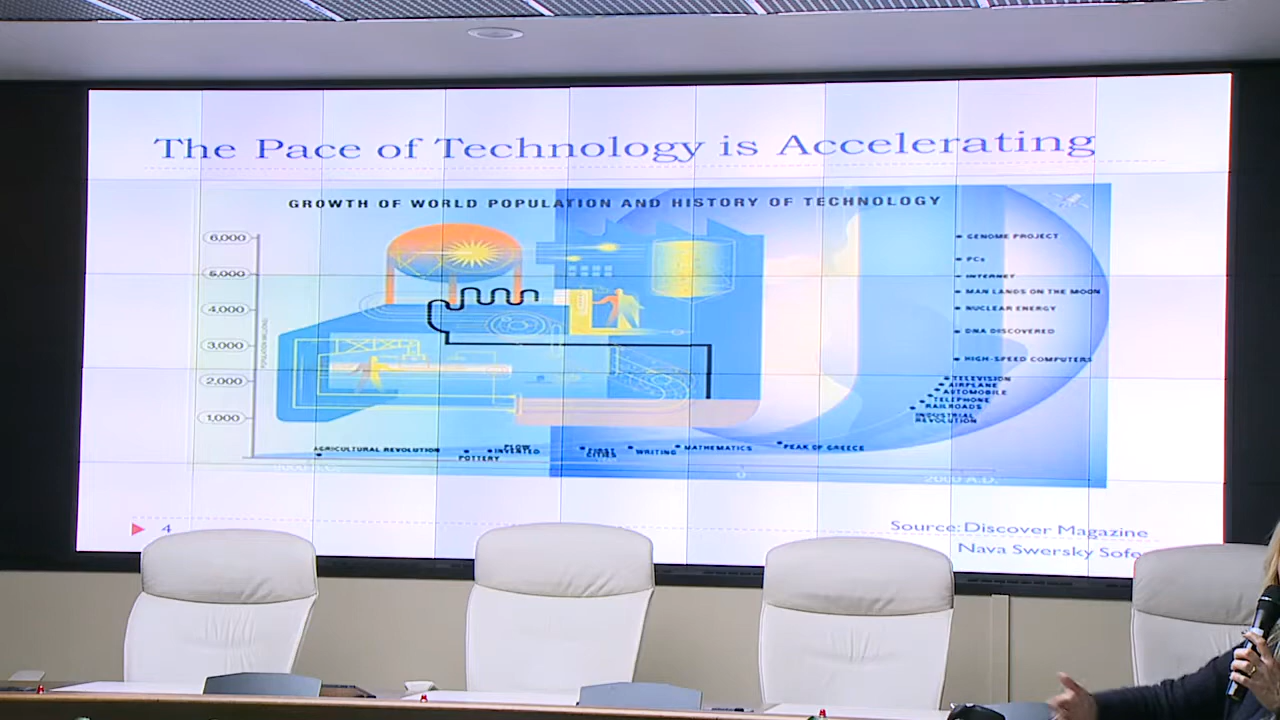 The Pace of Technology is Accelerating
GROWTH OF WORLD POPULATION AND HISTORY OF TECHNOLOGY
6,000
5,000
4,000
3,000
2,000
1,000
GENOME PROJECT
PCs
INTERNET
MAN LANDS ON THE MOON
NUCLEAR ENERGY
DNA DISCOVERED
HIGH-SPEED COMPUTERS
TELEVISION
AIRPLANE
AUTOMOBILE
TELEPHONE
RAILROADS
INDUSTRIAL
REVOLUTION
AGRICULTURAL REVOLUTION
POTTERY
PLOW
INVENTED
FIRST
CITIES
WRITING
MATHEMATICS
PEAK OF GREECE
0
2000 A.D.
4
Source: Discover Magazine
Nava Swersky